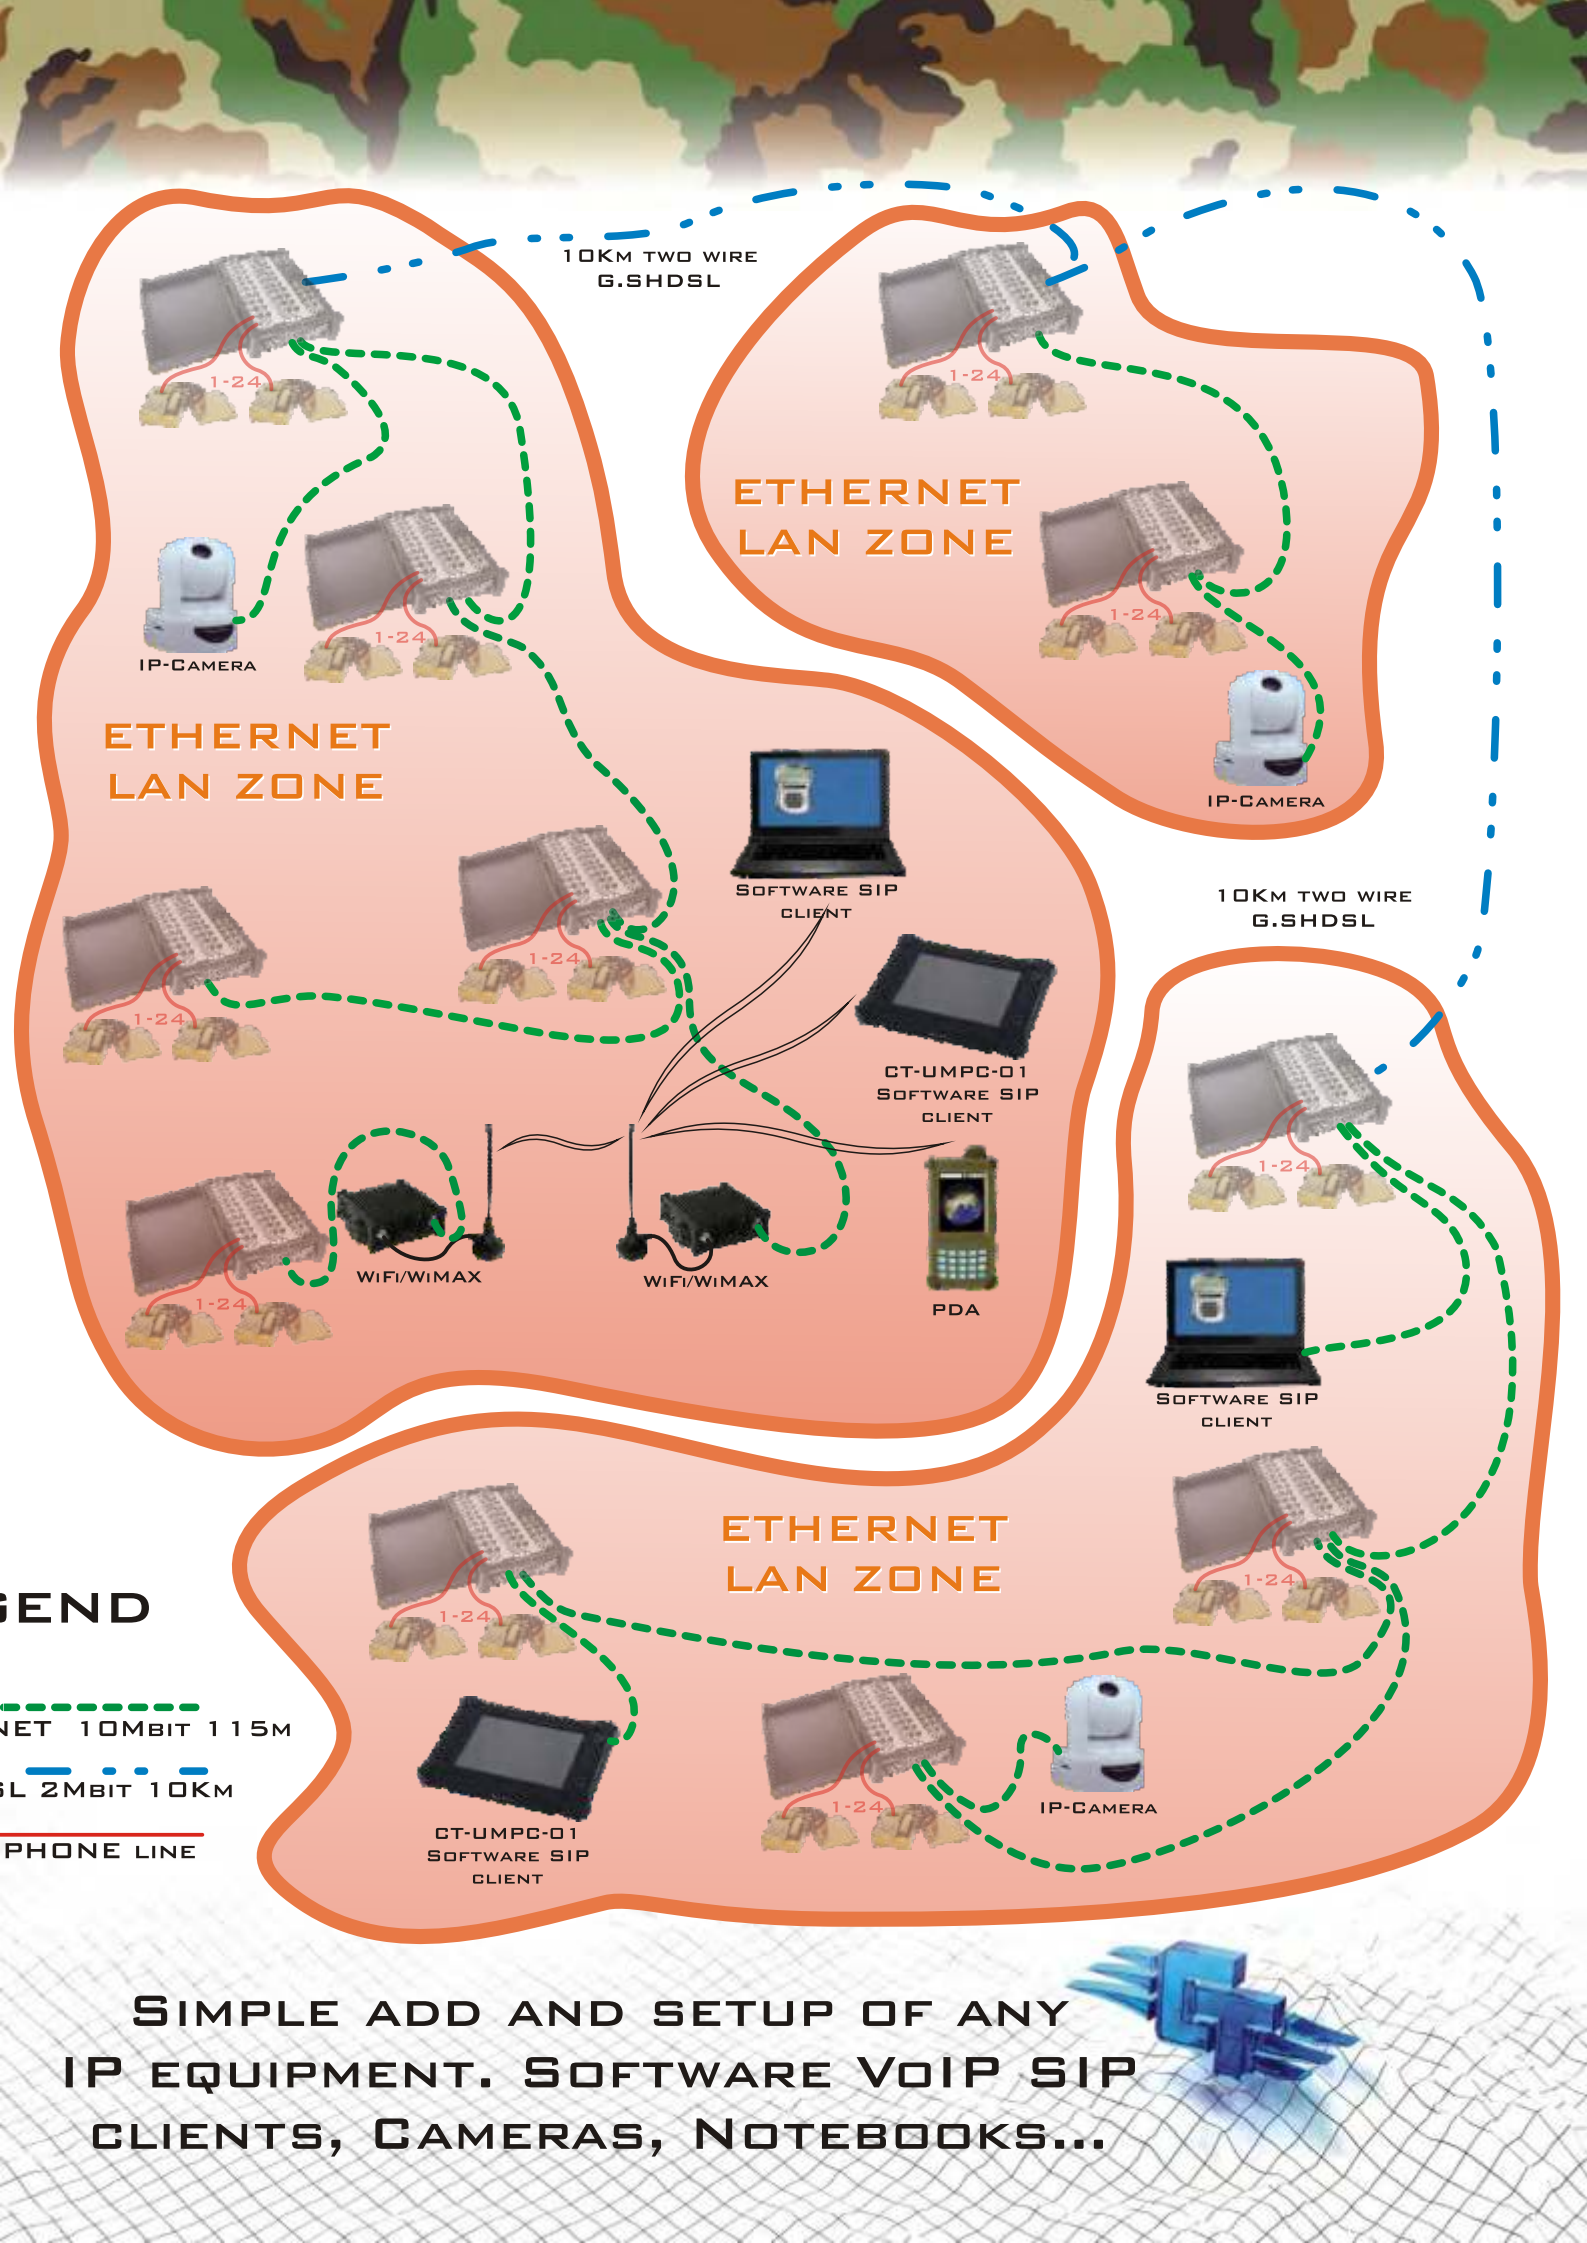 10Km two wire
G.SHDSL
1-24
1-24
IP-Camera
1-24
ETHERNET
LAN ZONE
1-24
1-24
IP-Camera
ETHERNET
LAN ZONE
Software SIP
client
1-24
1-24
CT-UMPC-01
Software SIP
client
WiFi/WiMAX
WiFi/WiMAX
PDA
1-24
10Km two wire
G.SHDSL
1-24
Software SIP
client
ETHERNET
LAN ZONE
1-24
1-24
CT-UMPC-01
Software SIP
client
1-24
IP-Camera
GEND
NET 10Mbit 115m
SL 2Mbit 10Km
PHONE line
Simple add and setup of any
IP equipment. Software VoIP SIP
clients, Cameras, Notebooks...
CT